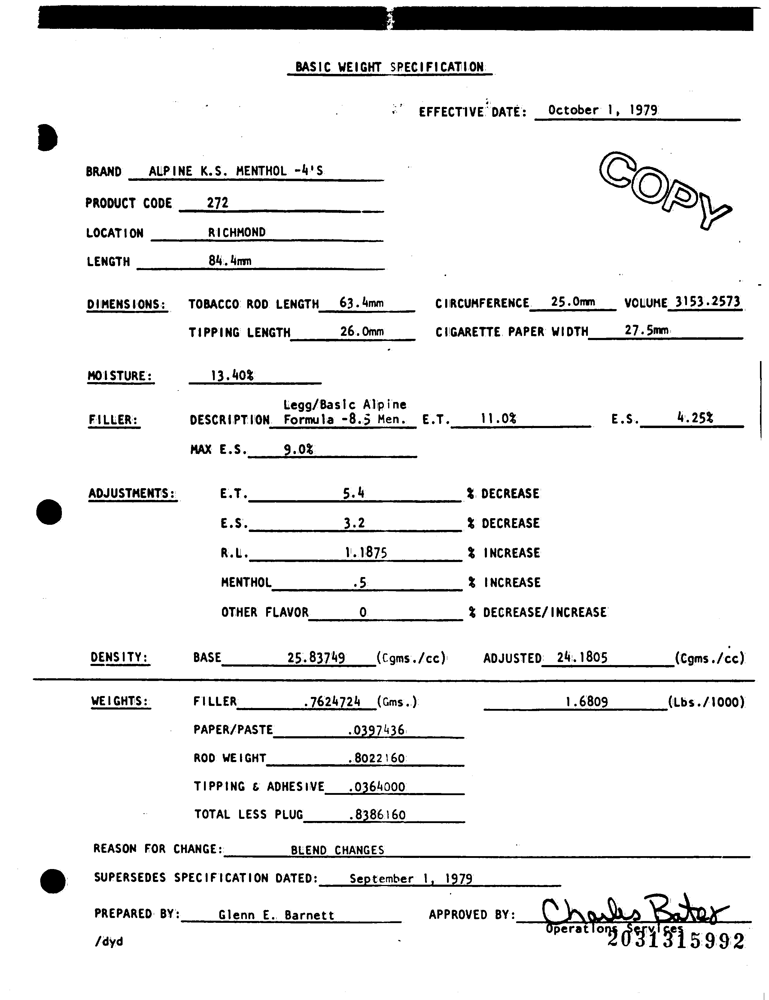 BASIC WEIGHT SPECIFICATION
EFFECTIVE DATE: October 1, 1979
COPY
BRAND ALPINE K.S. MENTHOL -4'S
PRODUCT CODE 272
LOCATION RICHMOND
LENGTH 84.4mm
DIMENSIONS: TOBACCO ROD LENGTH 63.4mm CIRCUMFERENCE 25.0mm VOLUME 3153.2573
TIPPING LENGTH 26.0mm CIGARETTE PAPER WIDTH 27.5mm
MOISTURE: 13.40%
Legg/Basic Alpine
FILLER: DESCRIPTION Formula -8.5 Men. E.T. 11.0% E.S. 4.25%
MAX E.S. 9.0%
ADJUSTMENTS: E.T. 5.4 % DECREASE
E.S. 3.2 % DECREASE
R.L. 1.1875 % INCREASE
MENTHOL .5 % INCREASE
OTHER FLAVOR 0 % DECREASE/INCREASE
DENSITY: BASE 25.83749 (Cgms./cc) ADJUSTED 24.1805 (Cgms./cc)
WEIGHTS: FILLER .7624724 (Gms.) 1.6809 (Lbs./1000)
PAPER/PASTE .0397436
ROD WEIGHT .8022160
TIPPING & ADHESIVE .0364000
TOTAL LESS PLUG .8386160
REASON FOR CHANGE: BLEND CHANGES
SUPERSEDES SPECIFICATION DATED: September 1, 1979
PREPARED BY: Glenn E. Barnett APPROVED BY: Charles Bates
Operations Services
/dyd 2031315992